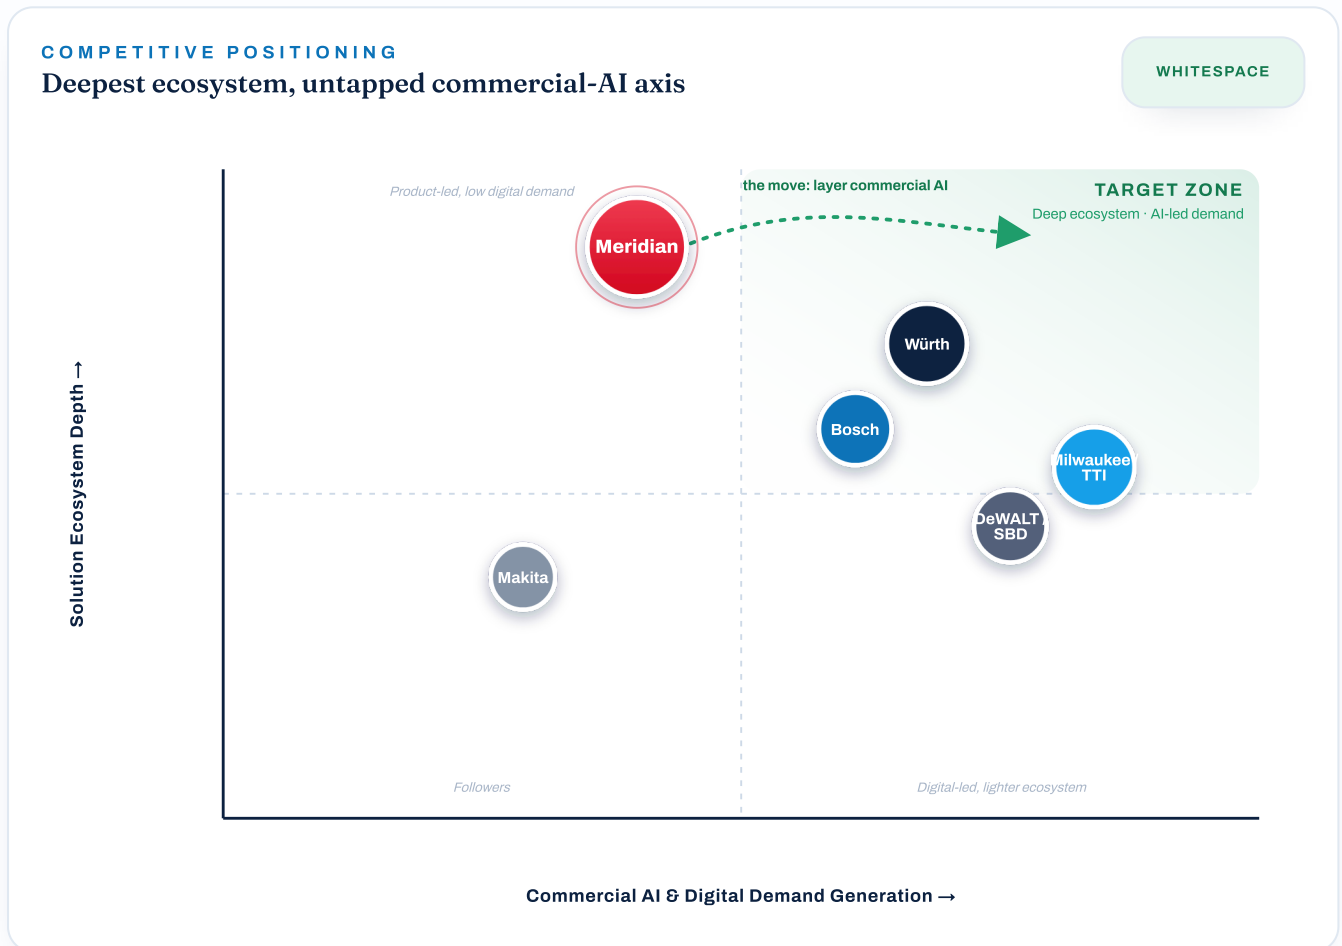 COMPETITIVE POSITIONING
Deepest ecosystem, untapped commercial-AI axis
WHITESPACE
Product-led, low digital demand
the move: layer commercial AI
TARGET ZONE
Deep ecosystem · AI-led demand
Meridian
Würth
Bosch
Milwaukee/
TTI
DeWALT /
SBD
Makita
Solution Ecosystem Depth →
Followers
Digital-led, lighter ecosystem
Commercial AI & Digital Demand Generation →